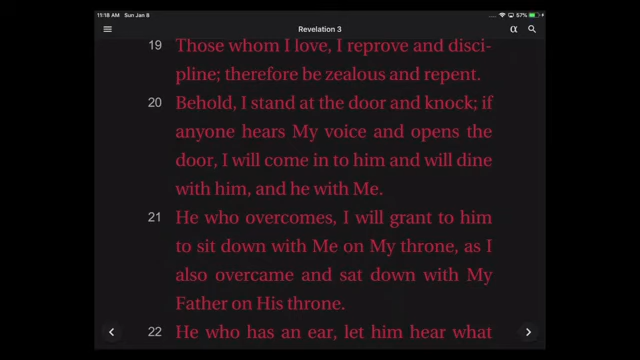 11:18 AM Sun Jan 8
57%
Revelation 3
α
19 Those whom I love, I reprove and disci-
pline; therefore be zealous and repent.
20 Behold, I stand at the door and knock; if
anyone hears My voice and opens the
door, I will come in to him and will dine
with him, and he with Me.
21 He who overcomes, I will grant to him
to sit down with Me on My throne, as I
also overcame and sat down with My
Father on His throne.
22 He who has an ear, let him hear what